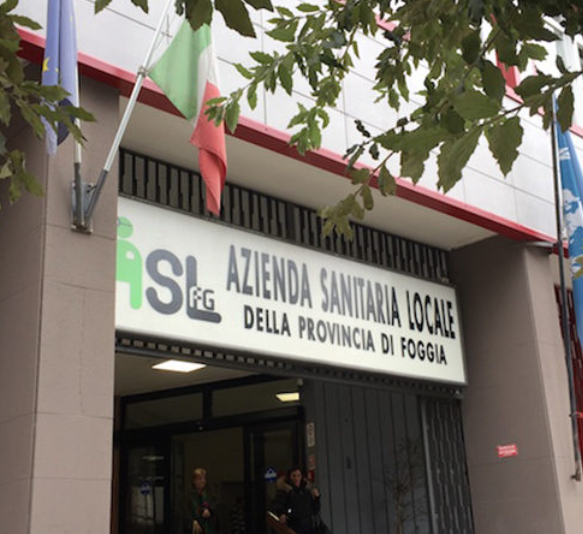 ASL FG
AZIENDA SANITARIA LOCALE
DELLA PROVINCIA DI FOGGIA